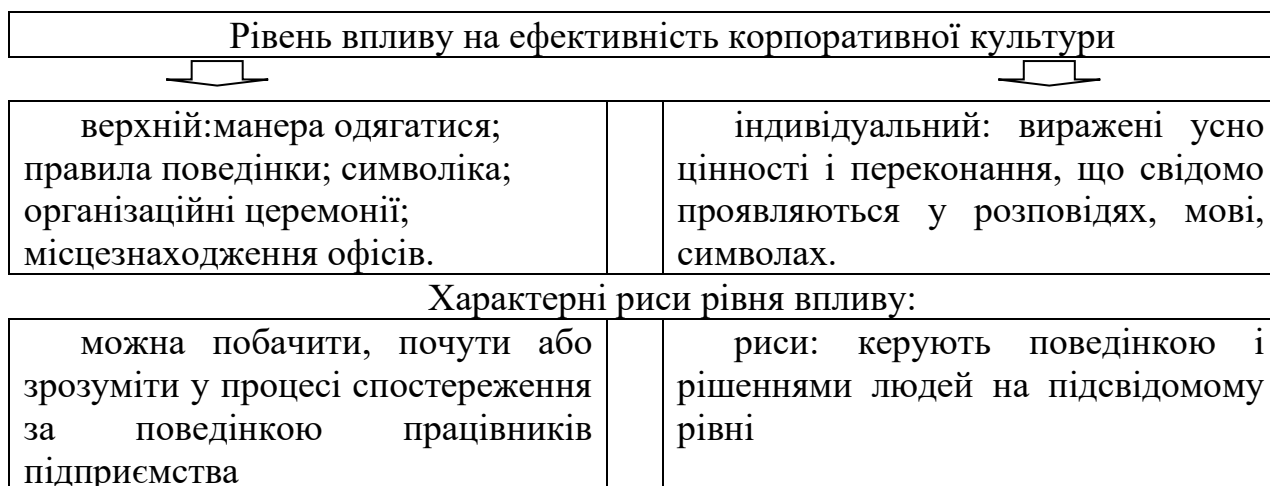 Рівень впливу на ефективність корпоративної культури
верхній:манера одягатися;
правила поведінки; символіка;
організаційні церемонії;
місцезнаходження офісів.
індивідуальний: виражені усно
цінності і переконання, що свідомо
проявляються у розповідях, мові,
символах.
Характерні риси рівня впливу:
можна побачити, почути або
зрозуміти у процесі спостереження
за поведінкою працівників
підприємства
риси: керують поведінкою і
рішеннями людей на підсвідомому
рівні